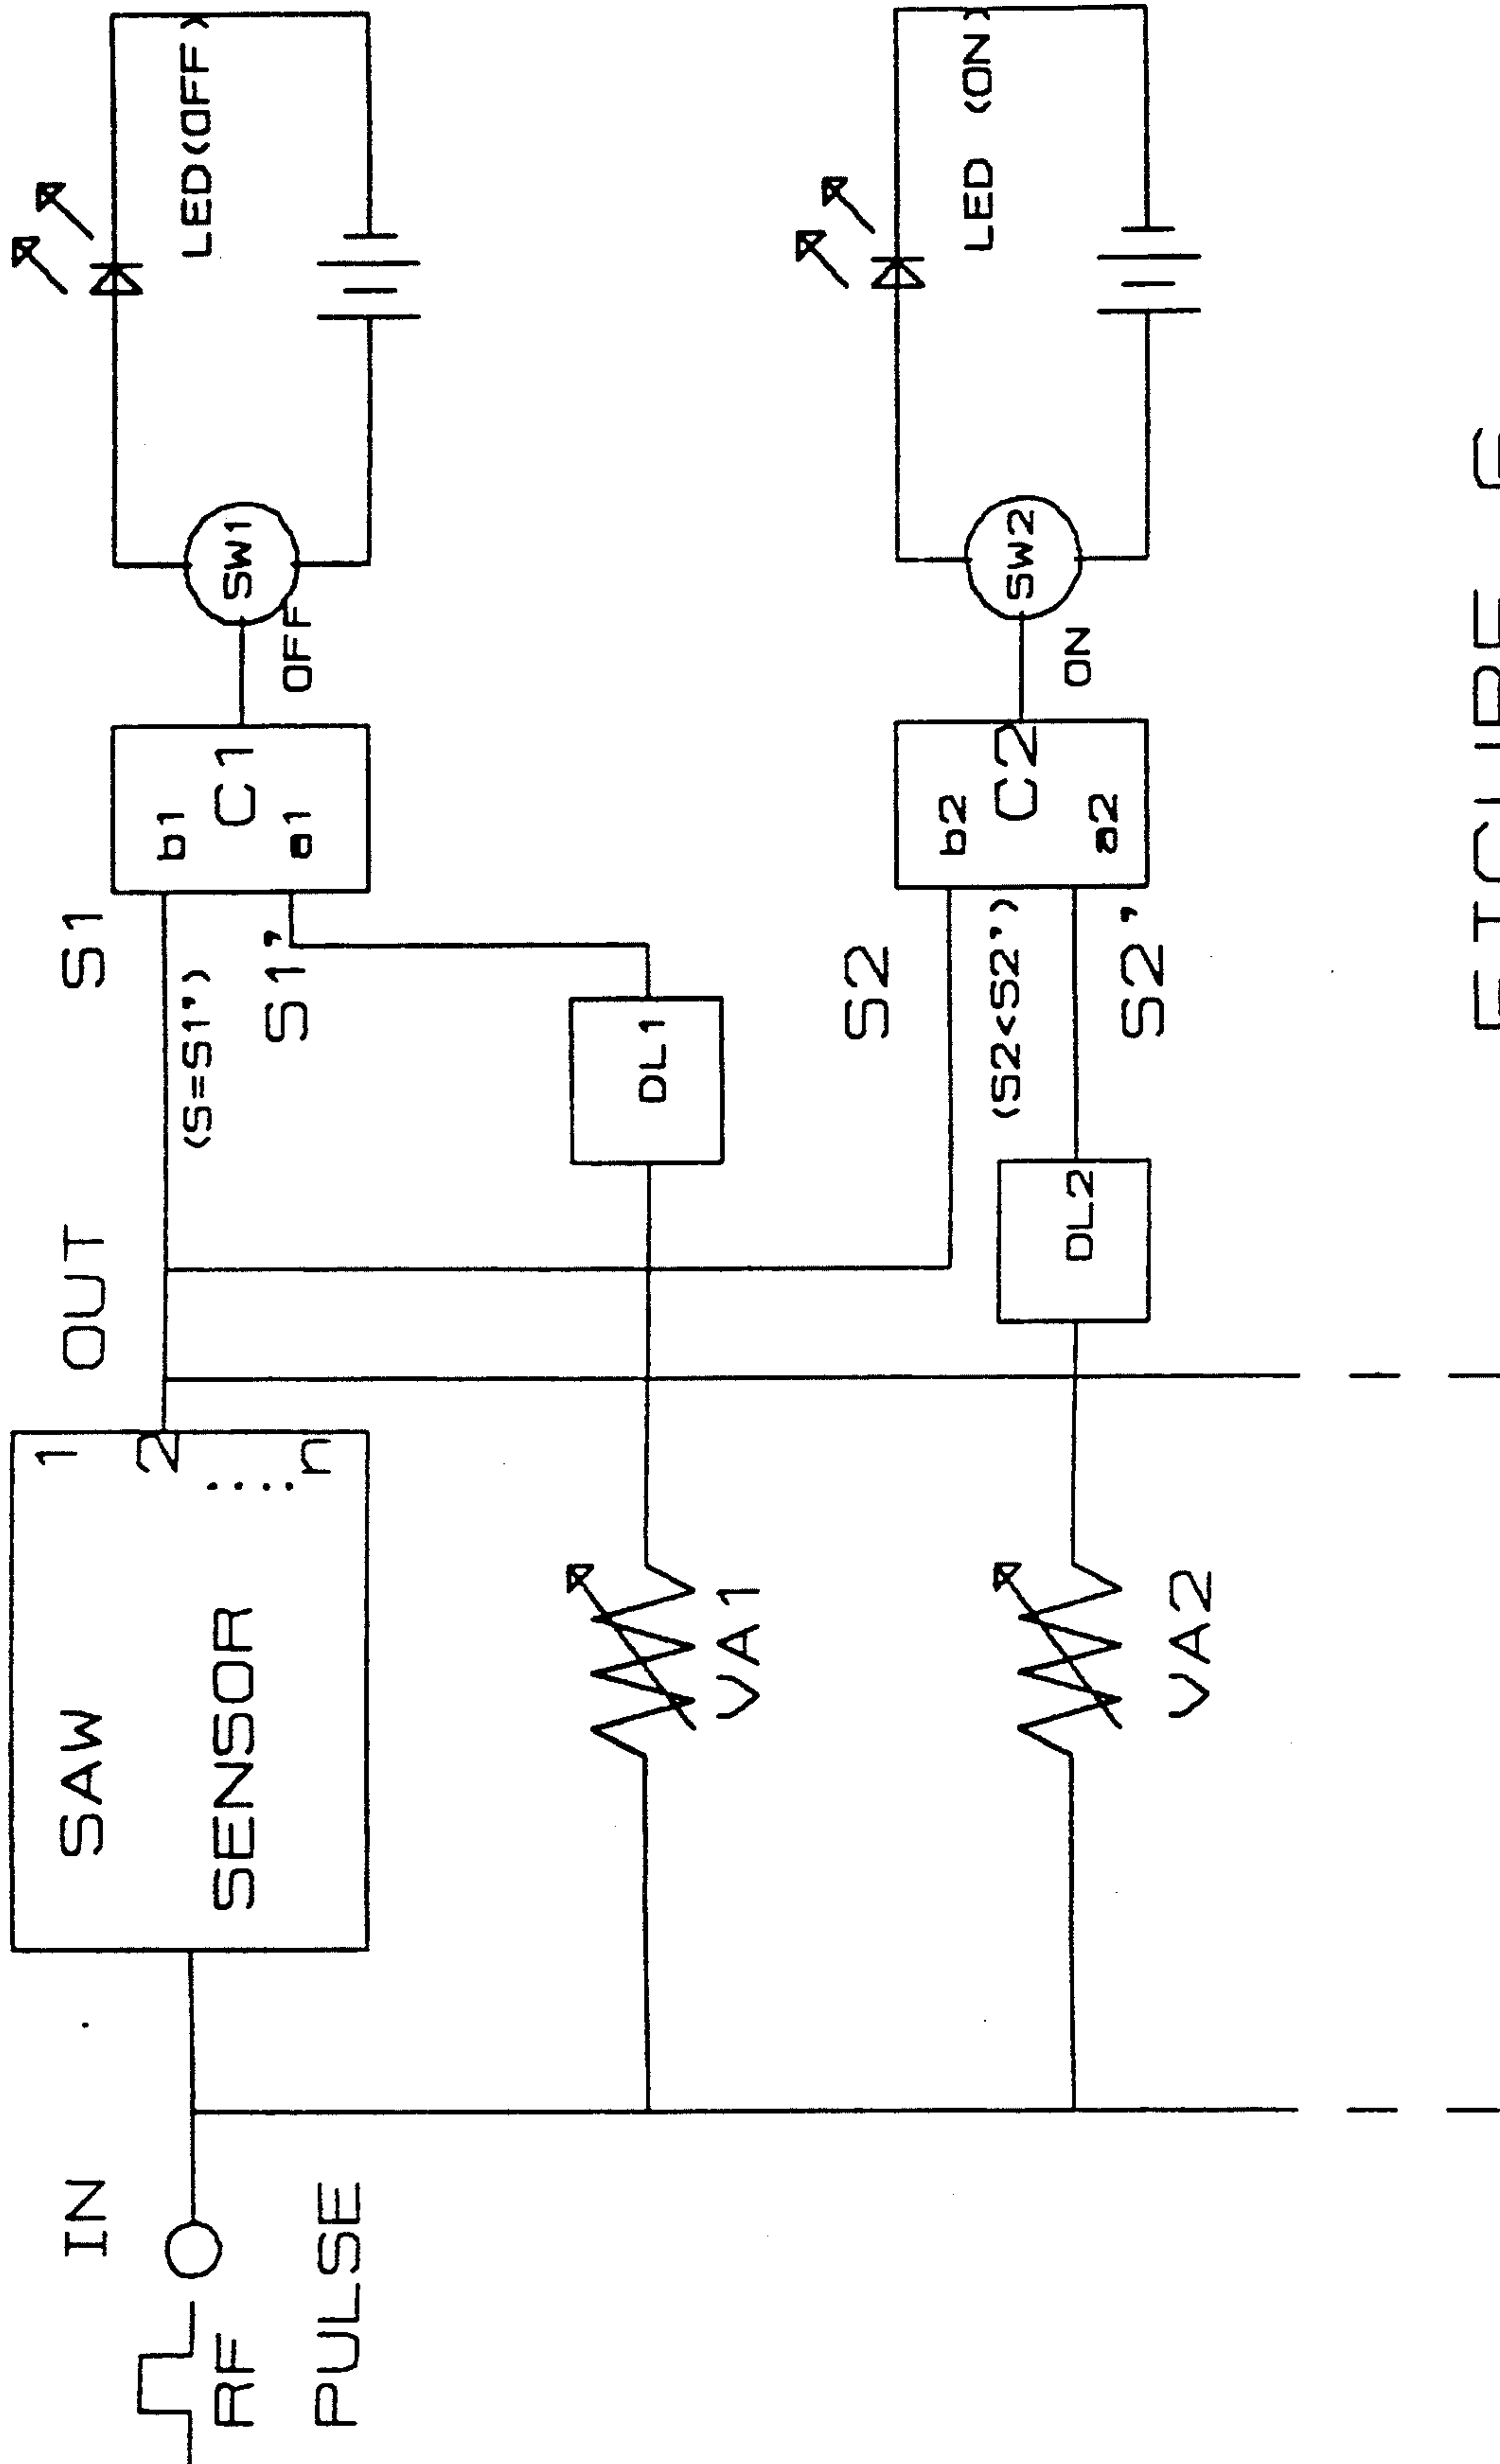 IN
RF
PULSE
SAW
SENSOR
1
2
....
n
OUT
S1
(S=S1')
S1'
b1
C1
a1
OFF
SW1
LED(OFF)
VA1
DL1
S2
(S2<S2')
S2'
b2
C2
a2
ON
SW2
LED (ON)
VA2
DL2